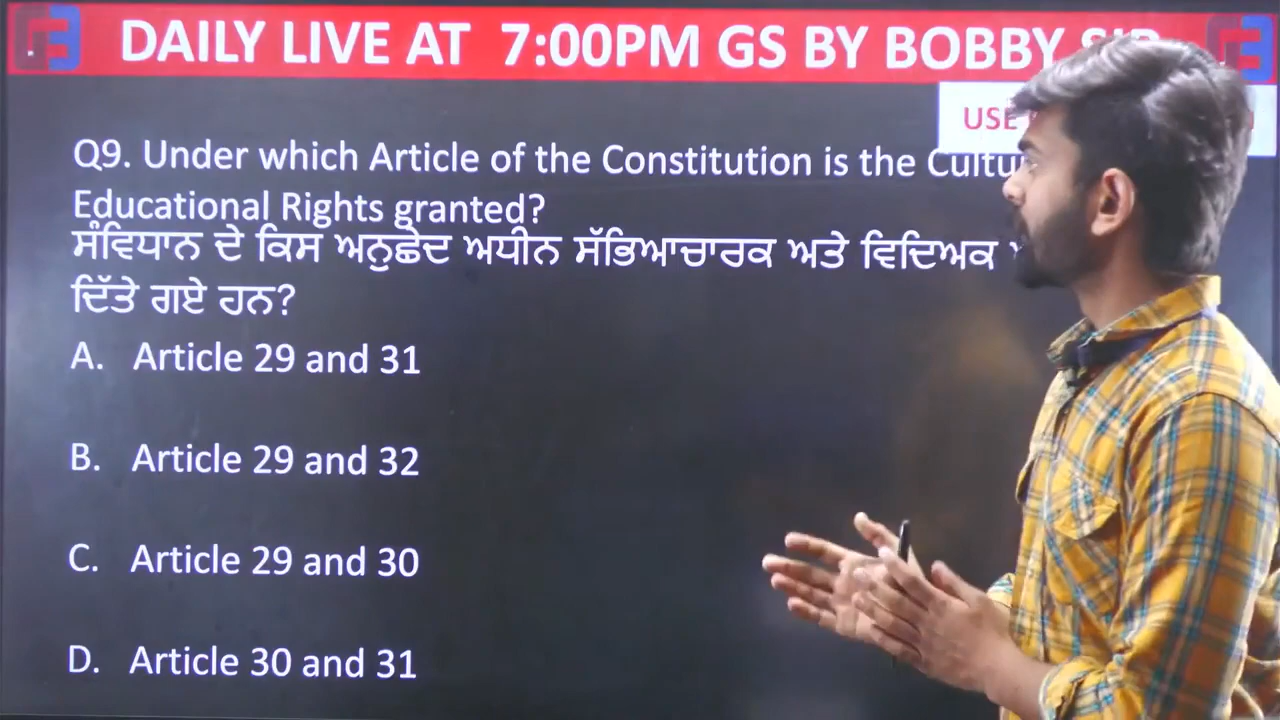 DAILY LIVE AT 7:00PM GS BY BOBBY SIR
USE
Q9. Under which Article of the Constitution is the
Educational Rights granted?
ਸੰਵਿਧਾਨ ਦੇ ਕਿਸ ਅਨੁਛੇਦ ਅਧੀਨ ਸੱਭਿਆਚਾਰਕ ਅਤੇ ਵਿਦਿਅਕ
ਦਿੱਤੇ ਗਏ ਹਨ?
A. Article 29 and 31
B. Article 29 and 32
C. Article 29 and 30
D. Article 30 and 31